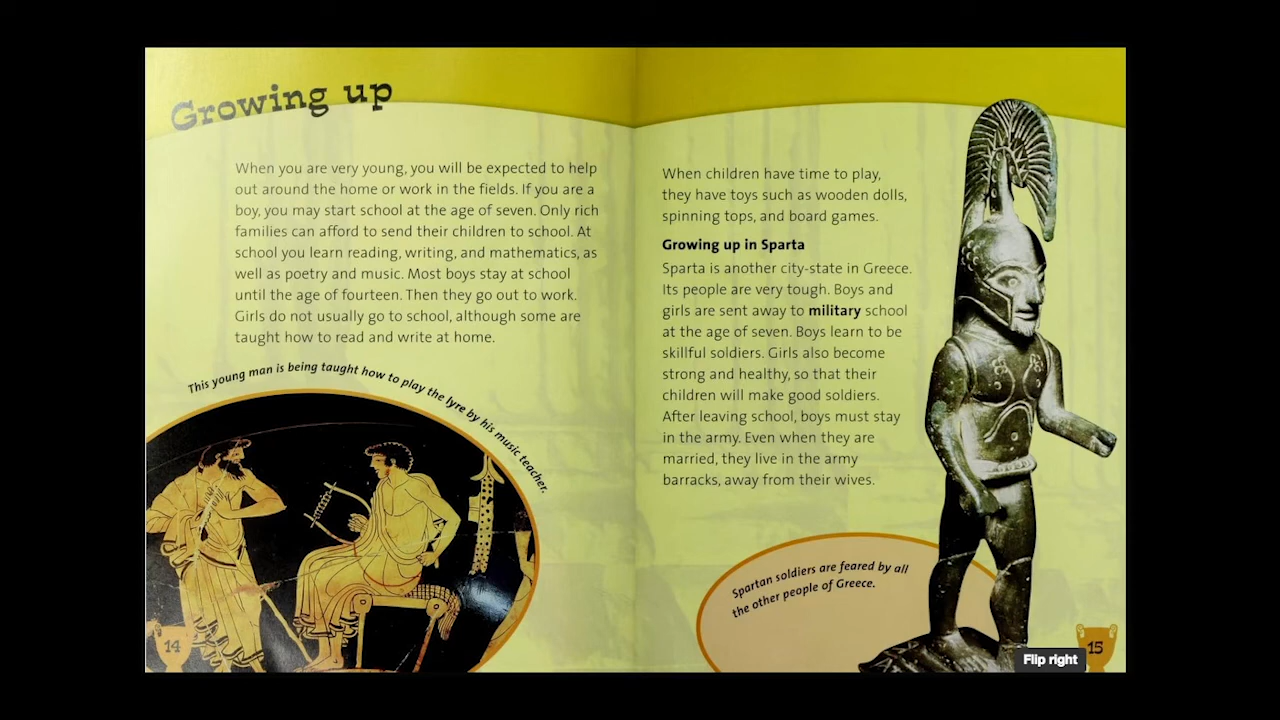 Growing up
When you are very young, you will be expected to help
out around the home or work in the fields. If you are a
boy, you may start school at the age of seven. Only rich
families can afford to send their children to school. At
school you learn reading, writing, and mathematics, as
well as poetry and music. Most boys stay at school
until the age of fourteen. Then they go out to work.
Girls do not usually go to school, although some are
taught how to read and write at home.
This young man is being taught how to play the lyre by his music teacher.
14
When children have time to play,
they have toys such as wooden dolls,
spinning tops, and board games.
Growing up in Sparta
Sparta is another city-state in Greece.
Its people are very tough. Boys and
girls are sent away to military school
at the age of seven. Boys learn to be
skillful soldiers. Girls also become
strong and healthy, so that their
children will make good soldiers.
After leaving school, boys must stay
in the army. Even when they are
married, they live in the army
barracks, away from their wives.
Spartan soldiers are feared by all
the other people of Greece.
Flip right
15